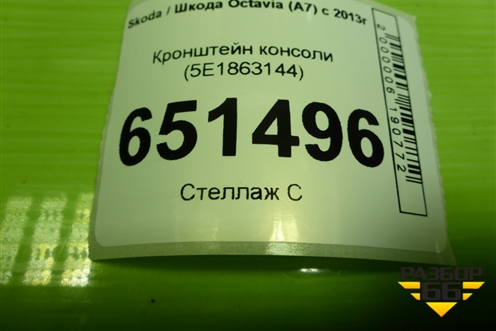 Skoda / Шкода Octavia (A7) с 2013г
Кронштейн консоли
(5E1863144)
651496
Стеллаж С
2000006190772
РАЗБОР
66